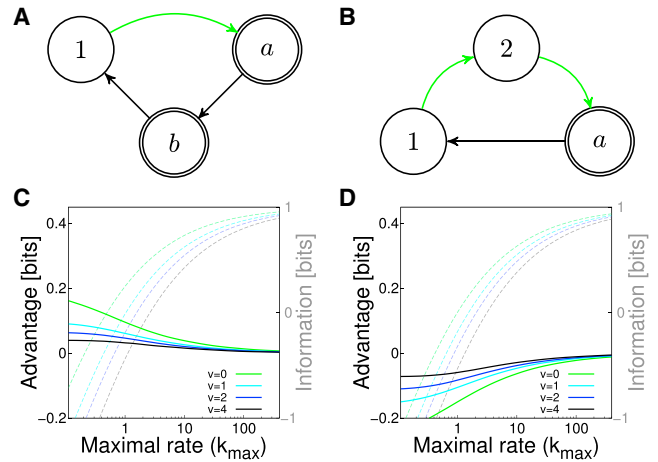 A
B
1
a
b
2
1
a
C
D
0.4
0.2
0
−0.2
1
0
−1
Advantage [bits]
Information [bits]
v=0
v=1
v=2
v=4
1
10
100
Maximal rate (kmax)
0.4
0.2
0
−0.2
1
0
−1
Advantage [bits]
Information [bits]
v=0
v=1
v=2
v=4
1
10
100
Maximal rate (kmax)